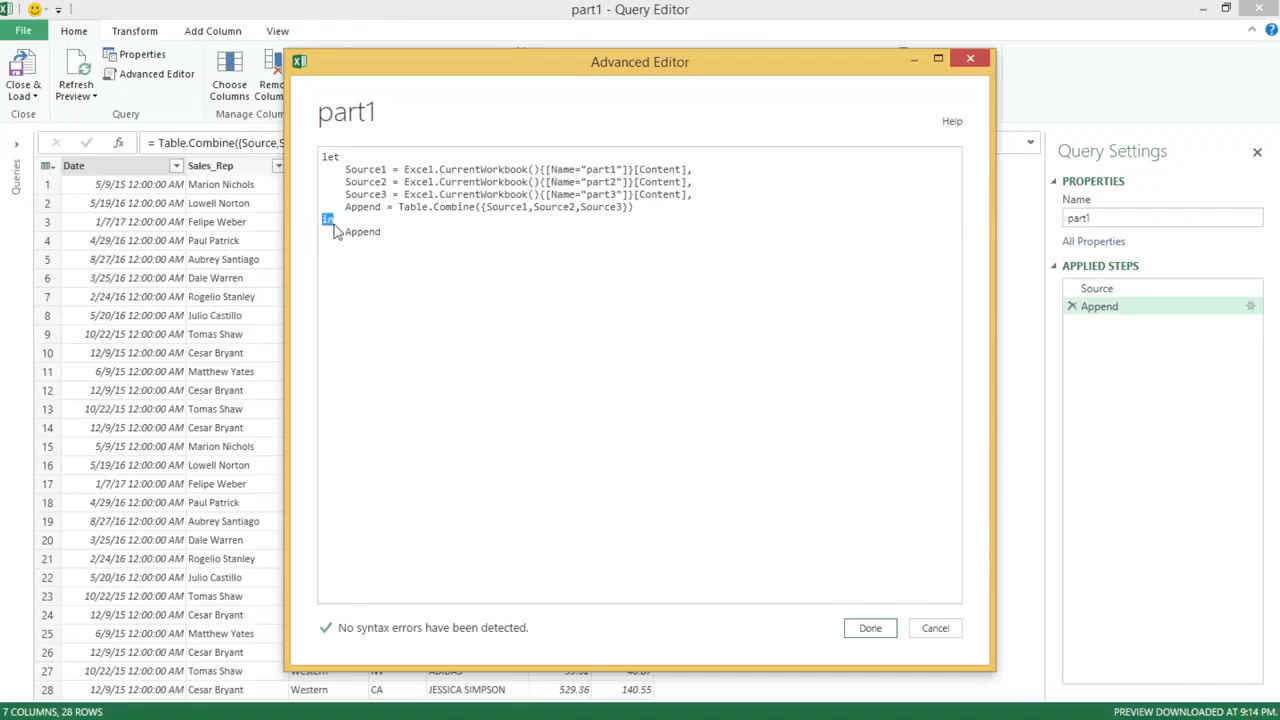 part1 - Query Editor
File
Home
Transform
Add Column
View
Close &
Load
Refresh
Preview
Properties
Advanced Editor
Choose
Columns
Close
Query
= Table.Combine({Source,
Queries
Date
Sales_Rep
1 5/9/15 12:00:00 AM Marion Nichols
2 5/19/16 12:00:00 AM Lowell Norton
3 1/7/17 12:00:00 AM Felipe Weber
4 4/29/16 12:00:00 AM Paul Patrick
5 8/27/16 12:00:00 AM Aubrey Santiago
6 3/25/16 12:00:00 AM Dale Warren
7 2/24/16 12:00:00 AM Rogelio Stanley
8 5/20/16 12:00:00 AM Julio Castillo
9 10/22/15 12:00:00 AM Tomas Shaw
10 12/9/15 12:00:00 AM Cesar Bryant
11 6/9/15 12:00:00 AM Matthew Yates
12 12/9/15 12:00:00 AM Cesar Bryant
13 10/22/15 12:00:00 AM Tomas Shaw
14 12/9/15 12:00:00 AM Cesar Bryant
15 5/9/15 12:00:00 AM Marion Nichols
16 5/19/16 12:00:00 AM Lowell Norton
17 1/7/17 12:00:00 AM Felipe Weber
18 4/29/16 12:00:00 AM Paul Patrick
19 8/27/16 12:00:00 AM Aubrey Santiago
20 3/25/16 12:00:00 AM Dale Warren
21 2/24/16 12:00:00 AM Rogelio Stanley
22 5/20/16 12:00:00 AM Julio Castillo
23 10/22/15 12:00:00 AM Tomas Shaw
24 12/9/15 12:00:00 AM Cesar Bryant
25 6/9/15 12:00:00 AM Matthew Yates
26 12/9/15 12:00:00 AM Cesar Bryant
27 10/22/15 12:00:00 AM Tomas Shaw
28 12/9/15 12:00:00 AM Cesar Bryant Western CA JESSICA SIMPSON 529.36 140.55
Advanced Editor
part1
Help
let
Source1 = Excel.CurrentWorkbook(){[Name="part1"]}[Content],
Source2 = Excel.CurrentWorkbook(){[Name="part2"]}[Content],
Source3 = Excel.CurrentWorkbook(){[Name="part3"]}[Content],
Append = Table.Combine({Source1,Source2,Source3})
in
Append
No syntax errors have been detected.
Done
Cancel
Query Settings
PROPERTIES
Name
part1
All Properties
APPLIED STEPS
Source
Append
7 COLUMNS, 28 ROWS
PREVIEW DOWNLOADED AT 9:14 PM.